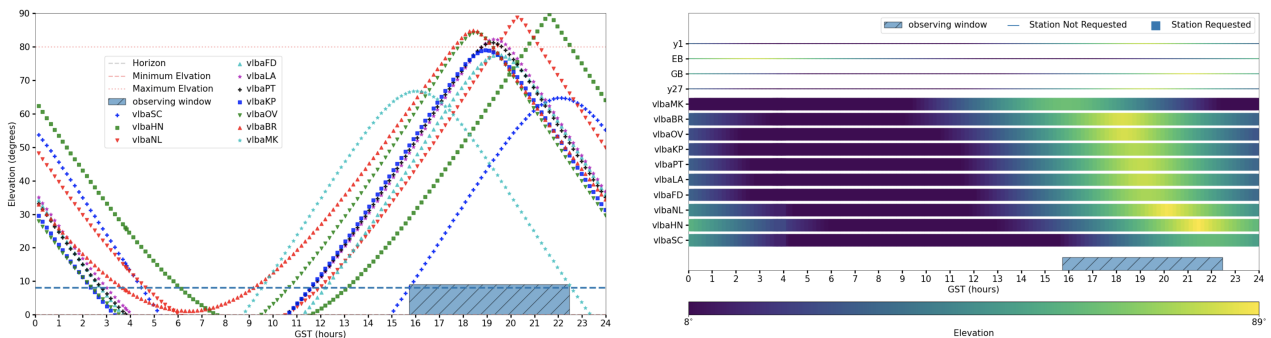 90
80
70
60
50
40
30
20
10
0
Elevation (degrees)
Horizon
Minimum Elvation
Maximum Elvation
observing window
vlbaSC
vlbaHN
vlbaNL
vlbaFD
vlbaLA
vlbaPT
vlbaKP
vlbaOV
vlbaBR
vlbaMK
0 1 2 3 4 5 6 7 8 9 10 11 12 13 14 15 16 17 18 19 20 21 22 23 24
GST (hours)
observing window Station Not Requested Station Requested
y1
EB
GB
y27
vlbaMK
vlbaBR
vlbaOV
vlbaKP
vlbaPT
vlbaLA
vlbaFD
vlbaNL
vlbaHN
vlbaSC
0 1 2 3 4 5 6 7 8 9 10 11 12 13 14 15 16 17 18 19 20 21 22 23 24
GST (hours)
8° 89°
Elevation